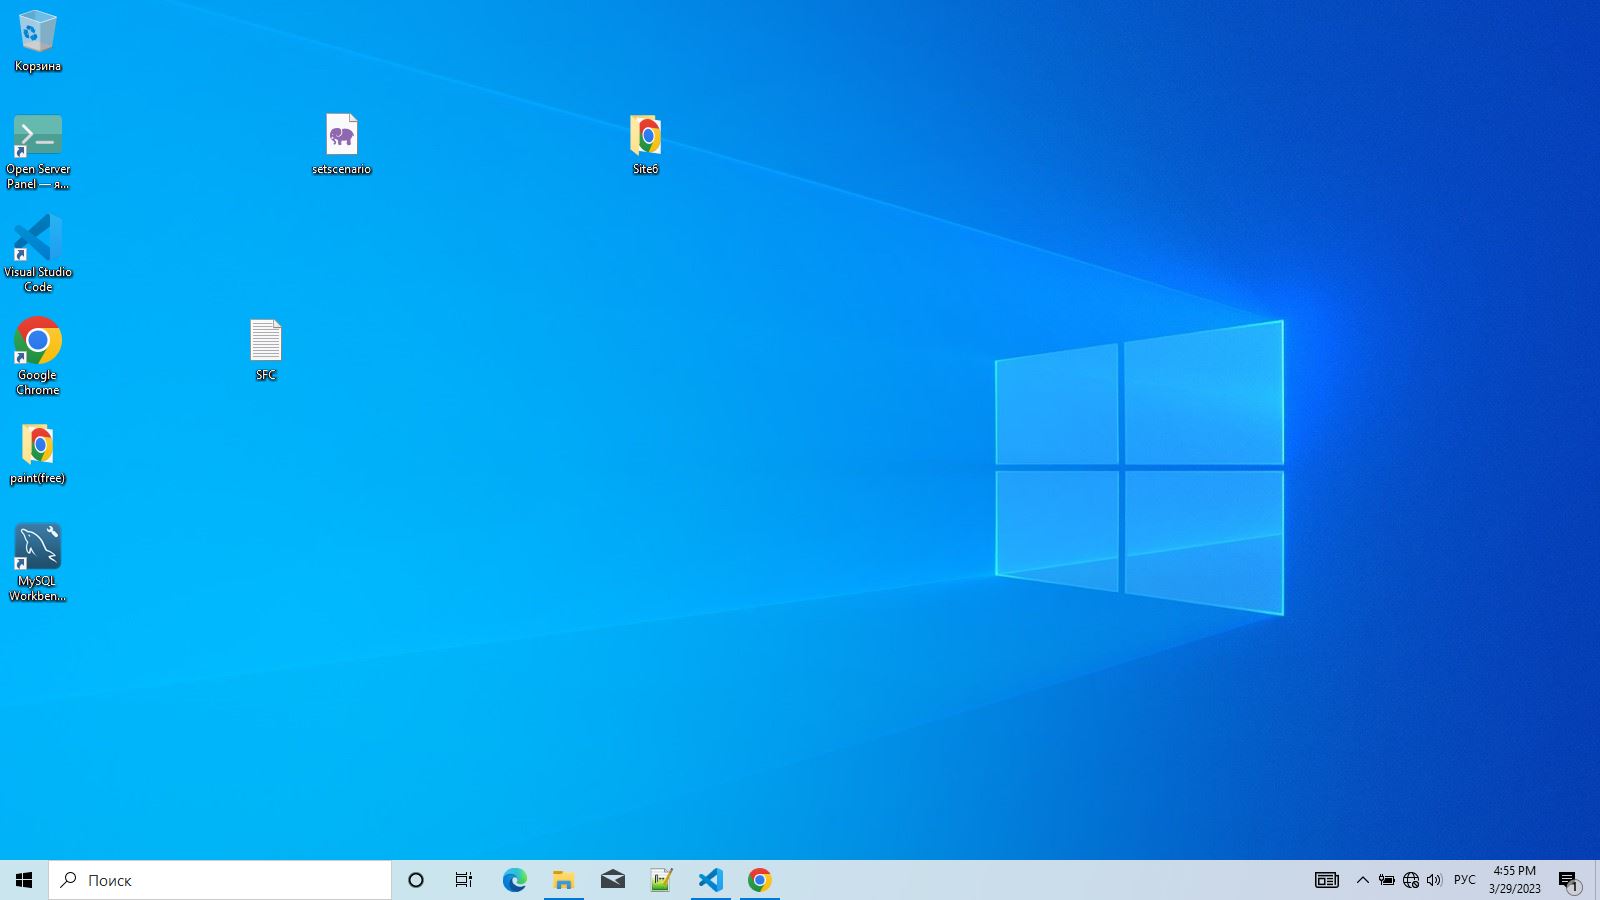 Корзина
Open Server
Panel — я...
setscenario
Site6
Visual Studio
Code
Google
Chrome
SFC
paint(free)
MySQL
Workben...
Поиск
РУС
4:55 PM
3/29/2023
1